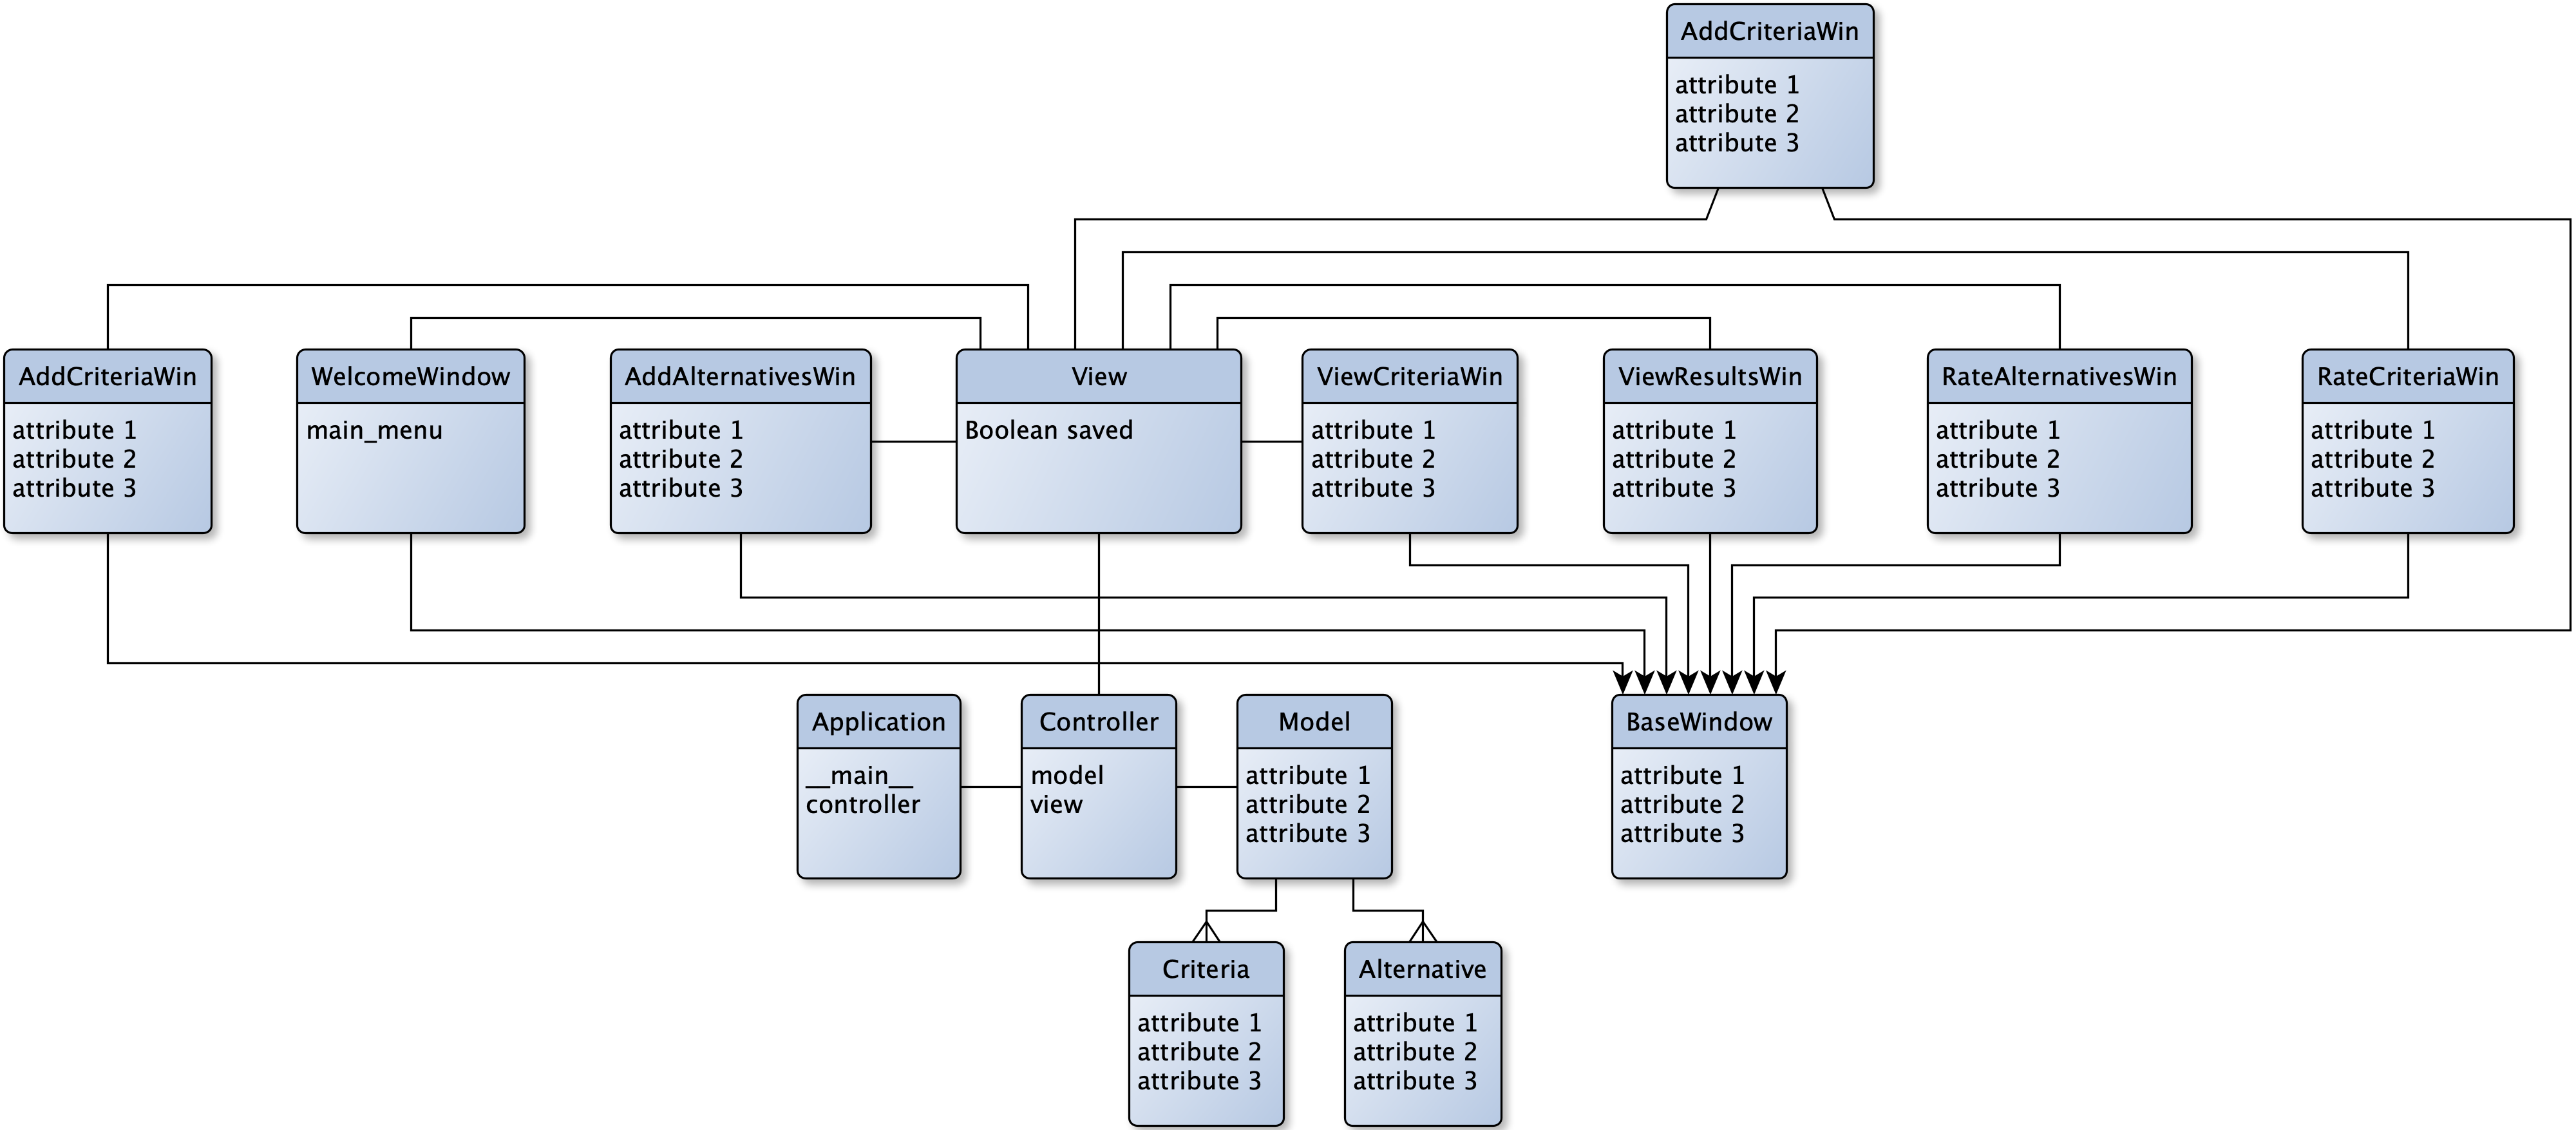 AddCriteriaWin
attribute 1
attribute 2
attribute 3
AddCriteriaWin
attribute 1
attribute 2
attribute 3
WelcomeWindow
main_menu
AddAlternativesWin
attribute 1
attribute 2
attribute 3
View
Boolean saved
ViewCriteriaWin
attribute 1
attribute 2
attribute 3
ViewResultsWin
attribute 1
attribute 2
attribute 3
RateAlternativesWin
attribute 1
attribute 2
attribute 3
RateCriteriaWin
attribute 1
attribute 2
attribute 3
Application
__main__
controller
Controller
model
view
Model
attribute 1
attribute 2
attribute 3
BaseWindow
attribute 1
attribute 2
attribute 3
Criteria
attribute 1
attribute 2
attribute 3
Alternative
attribute 1
attribute 2
attribute 3